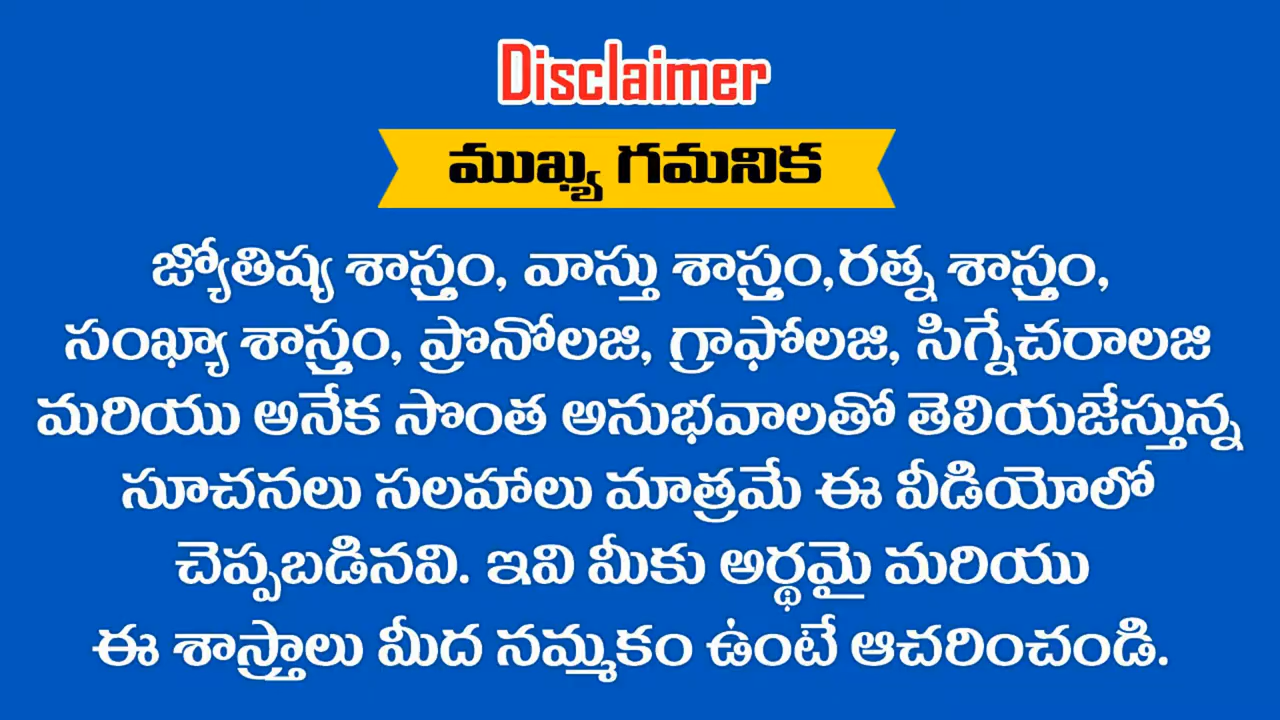 Disclaimer
ముఖ్య గమనిక
జ్యోతిష్య శాస్త్రం, వాస్తు శాస్త్రం,రత్న శాస్త్రం,
సంఖ్యా శాస్త్రం, ప్రొనోలజి, గ్రాఫోలజి, సిగ్నేచరాలజి
మరియు అనేక సొంత అనుభవాలతో తెలియజేస్తున్న
సూచనలు సలహాలు మాత్రమే ఈ వీడియోలో
చెప్పబడినవి. ఇవి మీకు అర్థమై మరియు
ఈ శాస్త్రాలు మీద నమ్మకం ఉంటే ఆచరించండి.